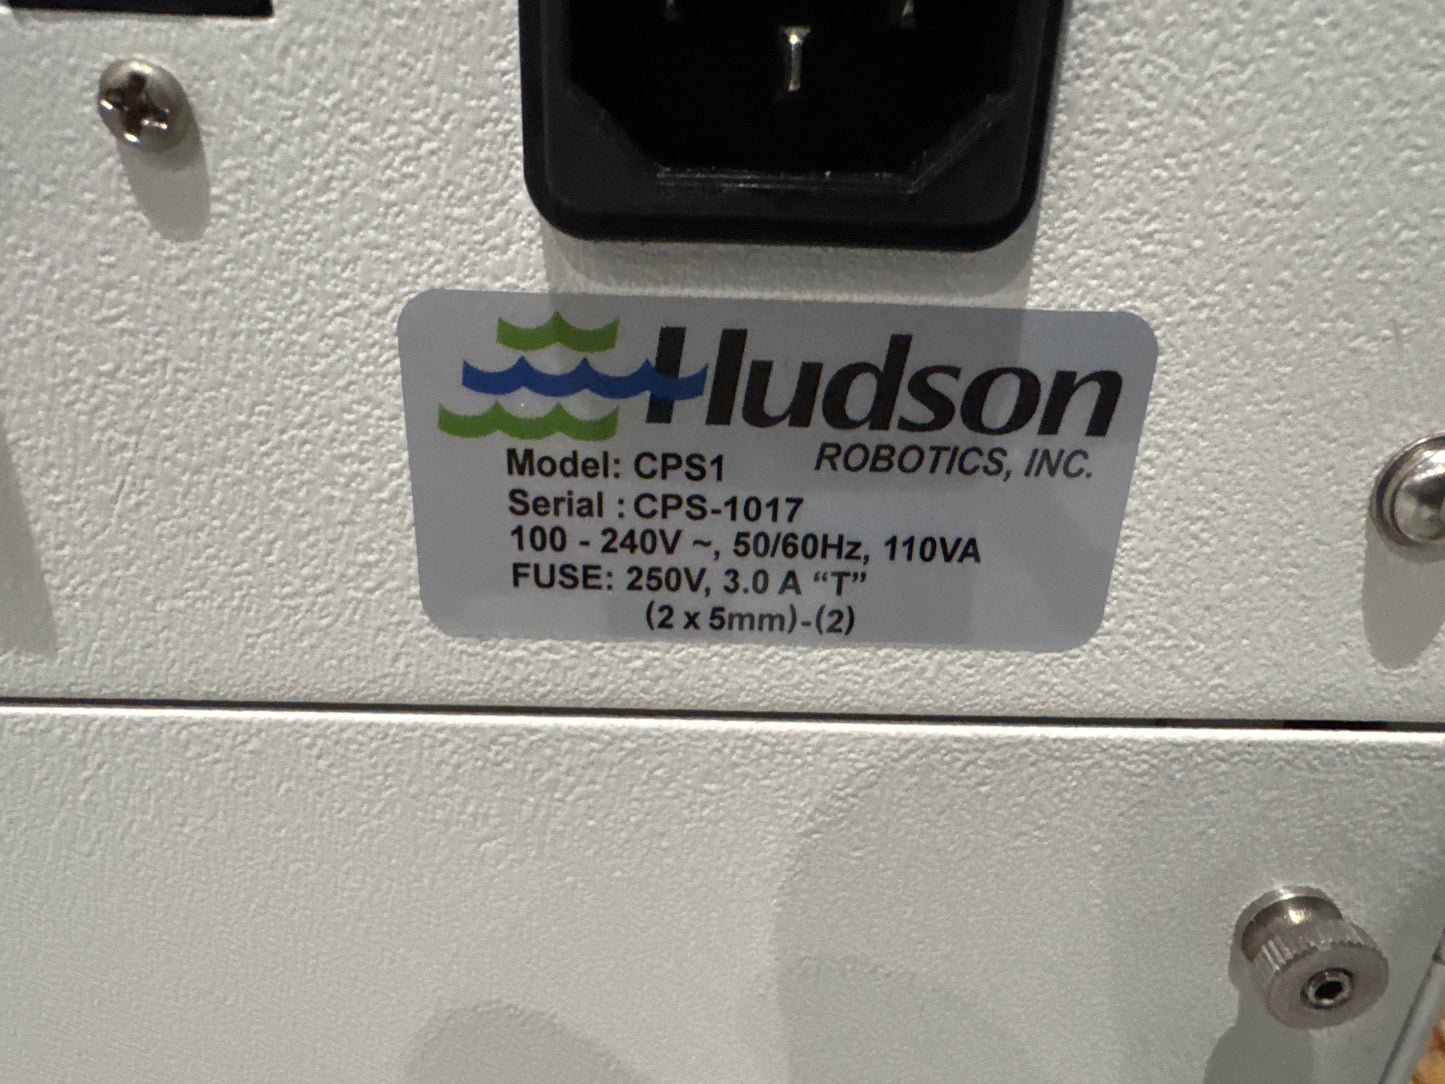 Hudson
ROBOTICS, INC.
Model: CPS1
Serial : CPS-1017
100 - 240V ~, 50/60Hz, 110VA
FUSE: 250V, 3.0 A “T”
(2 x 5mm)-(2)